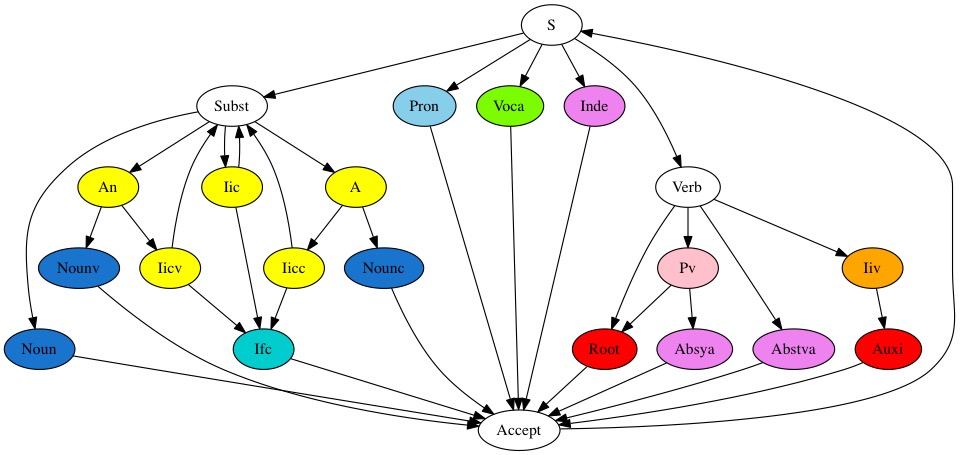 S
Subst
Pron
Voca
Inde
An
Iic
A
Verb
Nounv
Iicv
Iicc
Nounc
Pv
Iiv
Noun
Ifc
Root
Absya
Abstva
Auxi
Accept